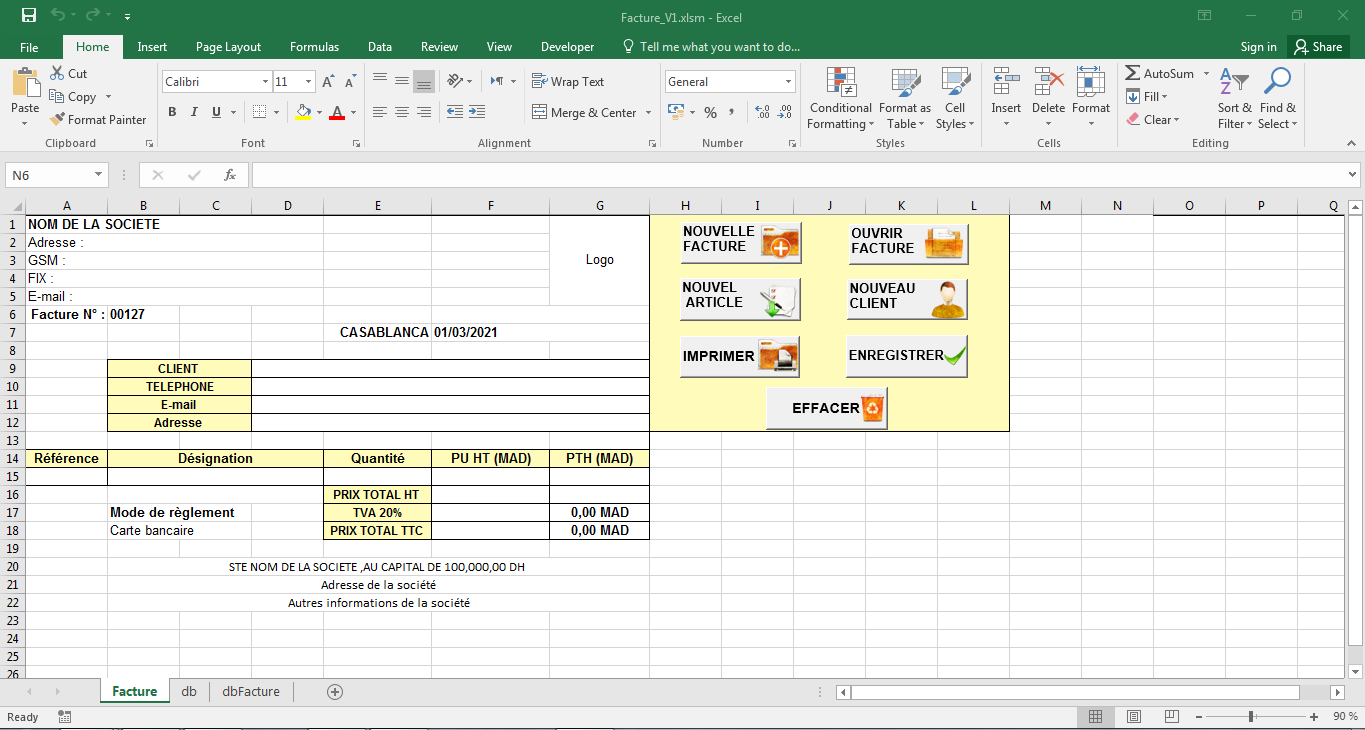 Facture_V1.xlsm - Excel
File Home Insert Page Layout Formulas Data Review View Developer Tell me what you want to do... Sign in Share
Paste
Cut
Copy
Format Painter
Clipboard
Calibri 11
B I U
Font
Wrap Text
Merge & Center
Alignment
General
%
Number
Conditional Formatting
Format as Table
Cell Styles
Styles
Insert
Delete
Format
Cells
AutoSum
Fill
Clear
Sort & Filter
Find & Select
Editing
N6 fx
A B C D E F G H I J K L M N O P Q
1 NOM DE LA SOCIETE
2 Adresse :
3 GSM :
4 FIX :
5 E-mail :
Logo
6 Facture N° : 00127
7 CASABLANCA 01/03/2021
8
9 CLIENT
10 TELEPHONE
11 E-mail
12 Adresse
13
14 Référence Désignation Quantité PU HT (MAD) PTH (MAD)
15
16 PRIX TOTAL HT
17 Mode de règlement TVA 20% 0,00 MAD
18 Carte bancaire PRIX TOTAL TTC 0,00 MAD
19
20 STE NOM DE LA SOCIETE ,AU CAPITAL DE 100,000,00 DH
21 Adresse de la société
22 Autres informations de la société
23
24
25
26
NOUVELLE FACTURE
OUVRIR FACTURE
NOUVEL ARTICLE
NOUVEAU CLIENT
IMPRIMER
ENREGISTRER
EFFACER
Facture db dbFacture
Ready
90 %